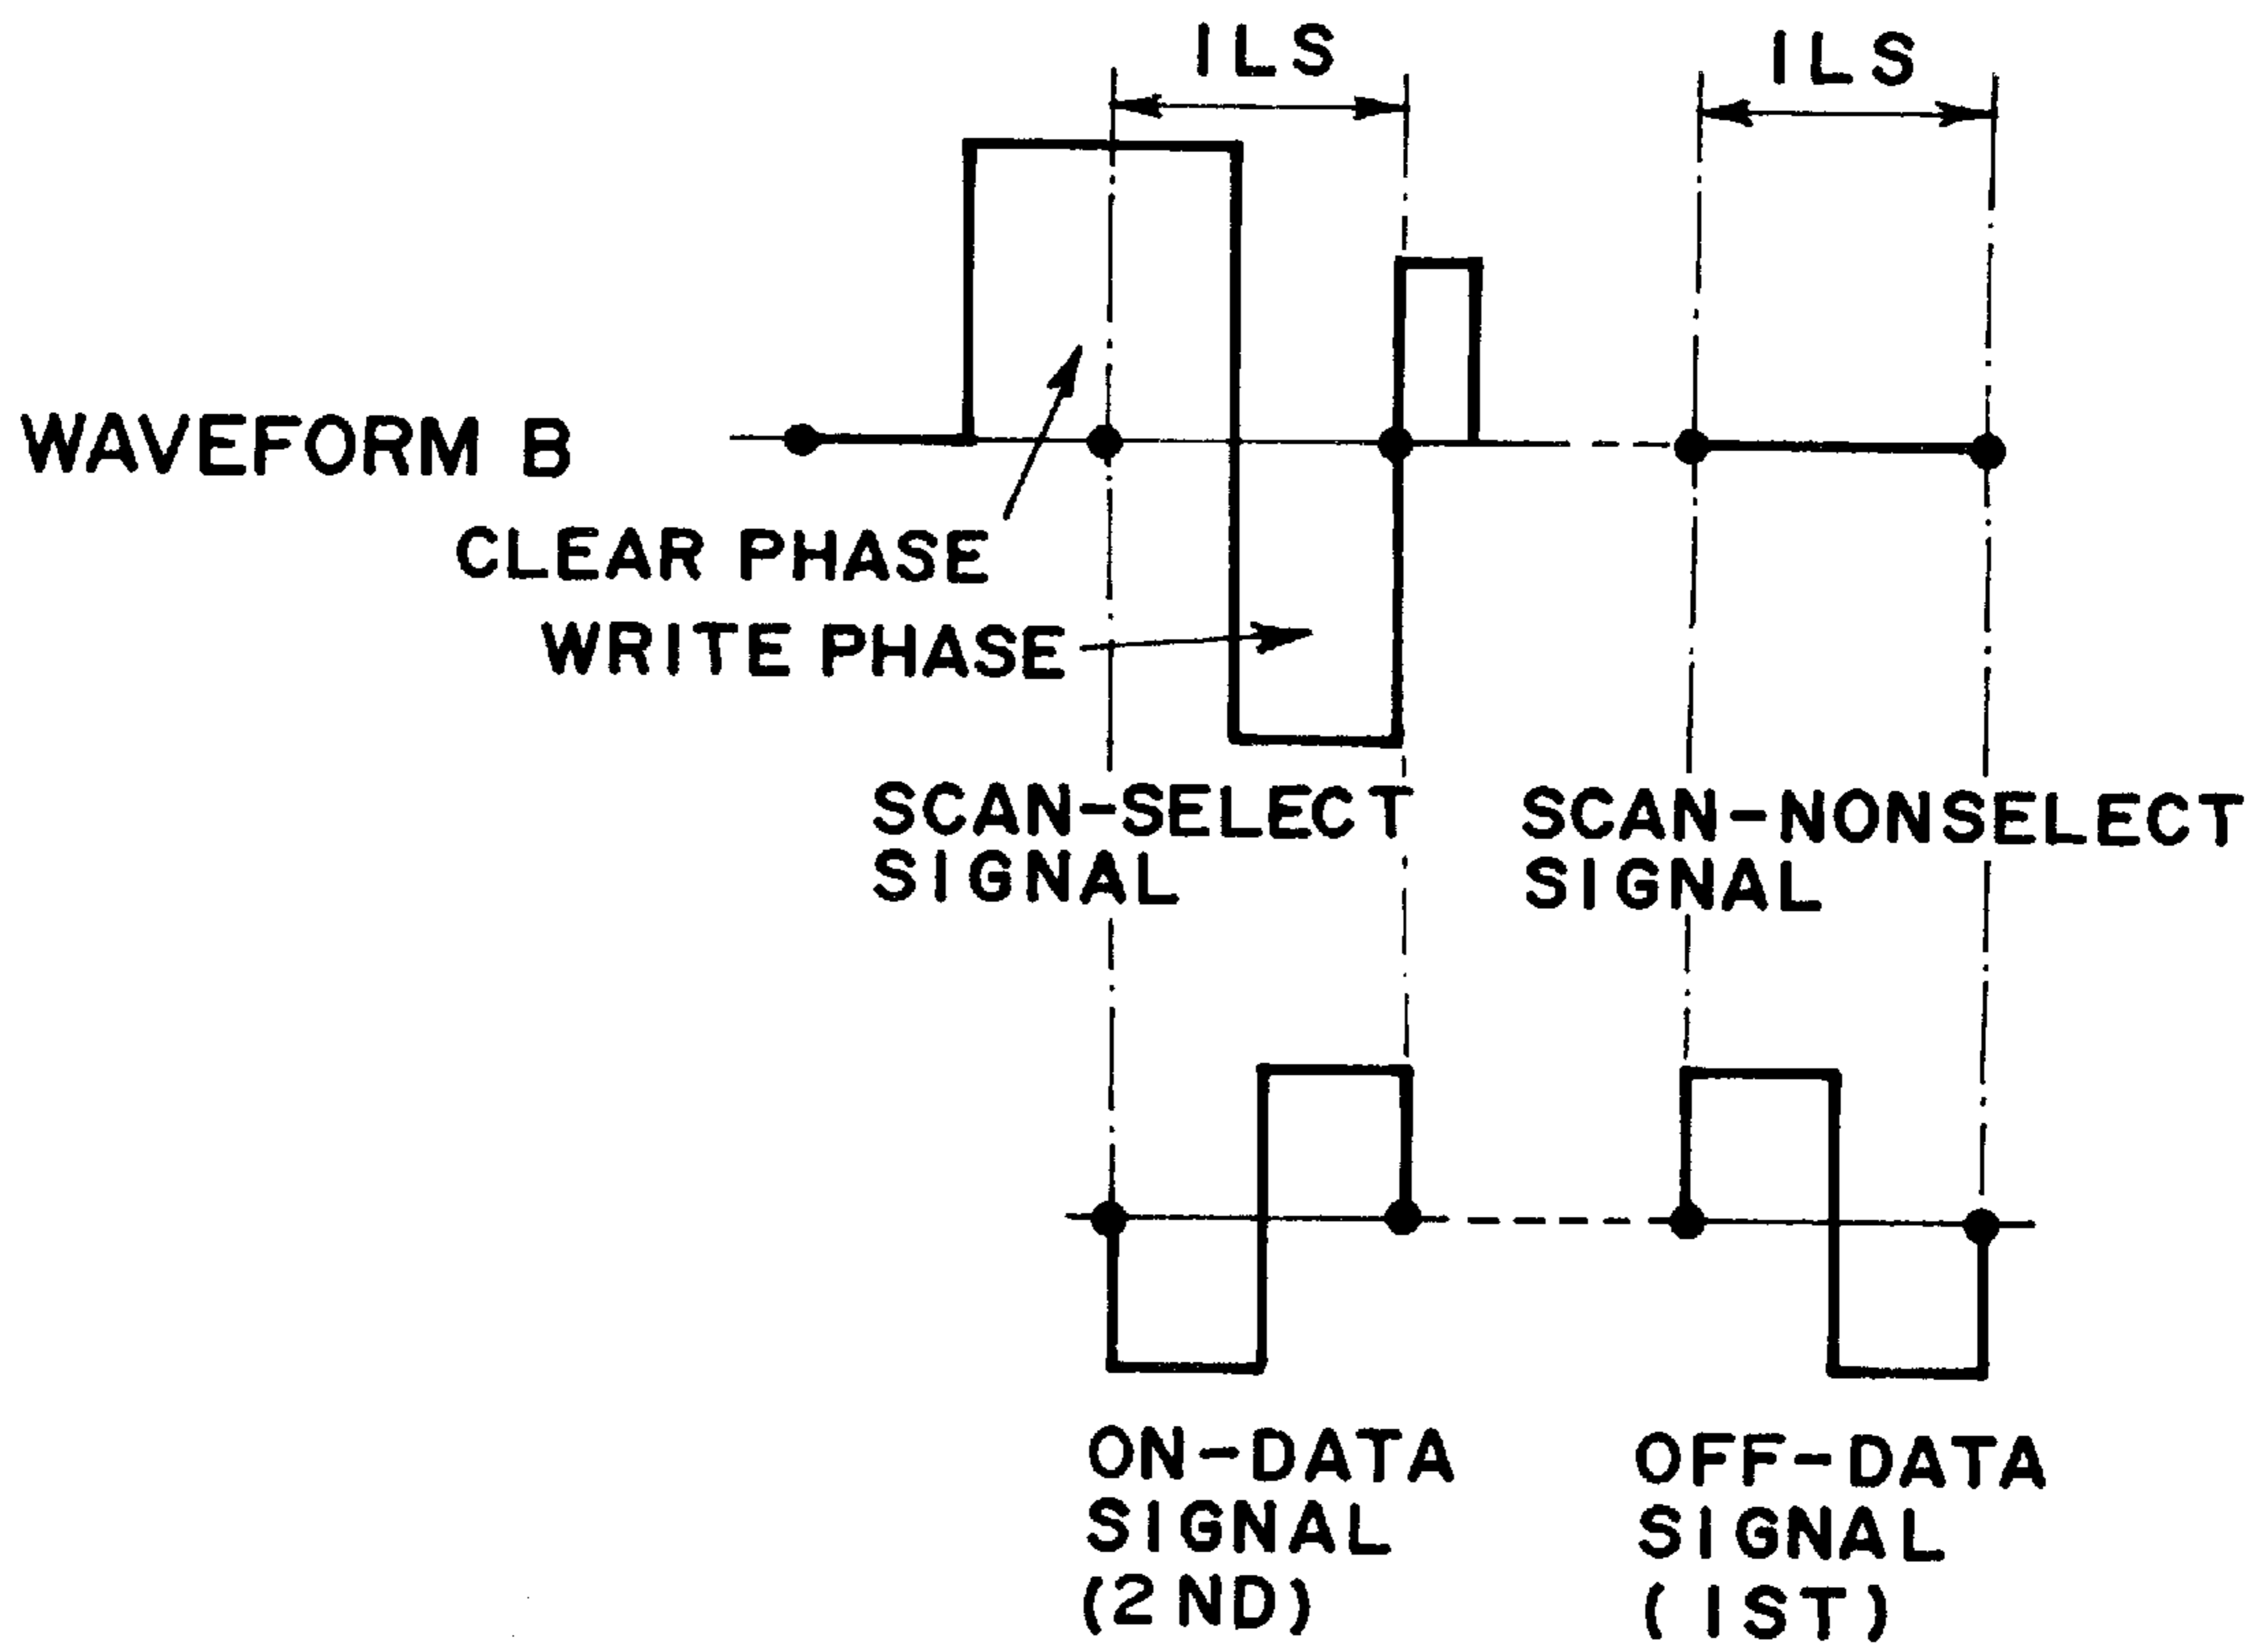 ILS
ILS
WAVEFORM B
CLEAR PHASE
WRITE PHASE
SCAN-SELECT
SIGNAL
SCAN-NONSELECT
SIGNAL
ON-DATA
SIGNAL
(2ND)
OFF-DATA
SIGNAL
(1ST)